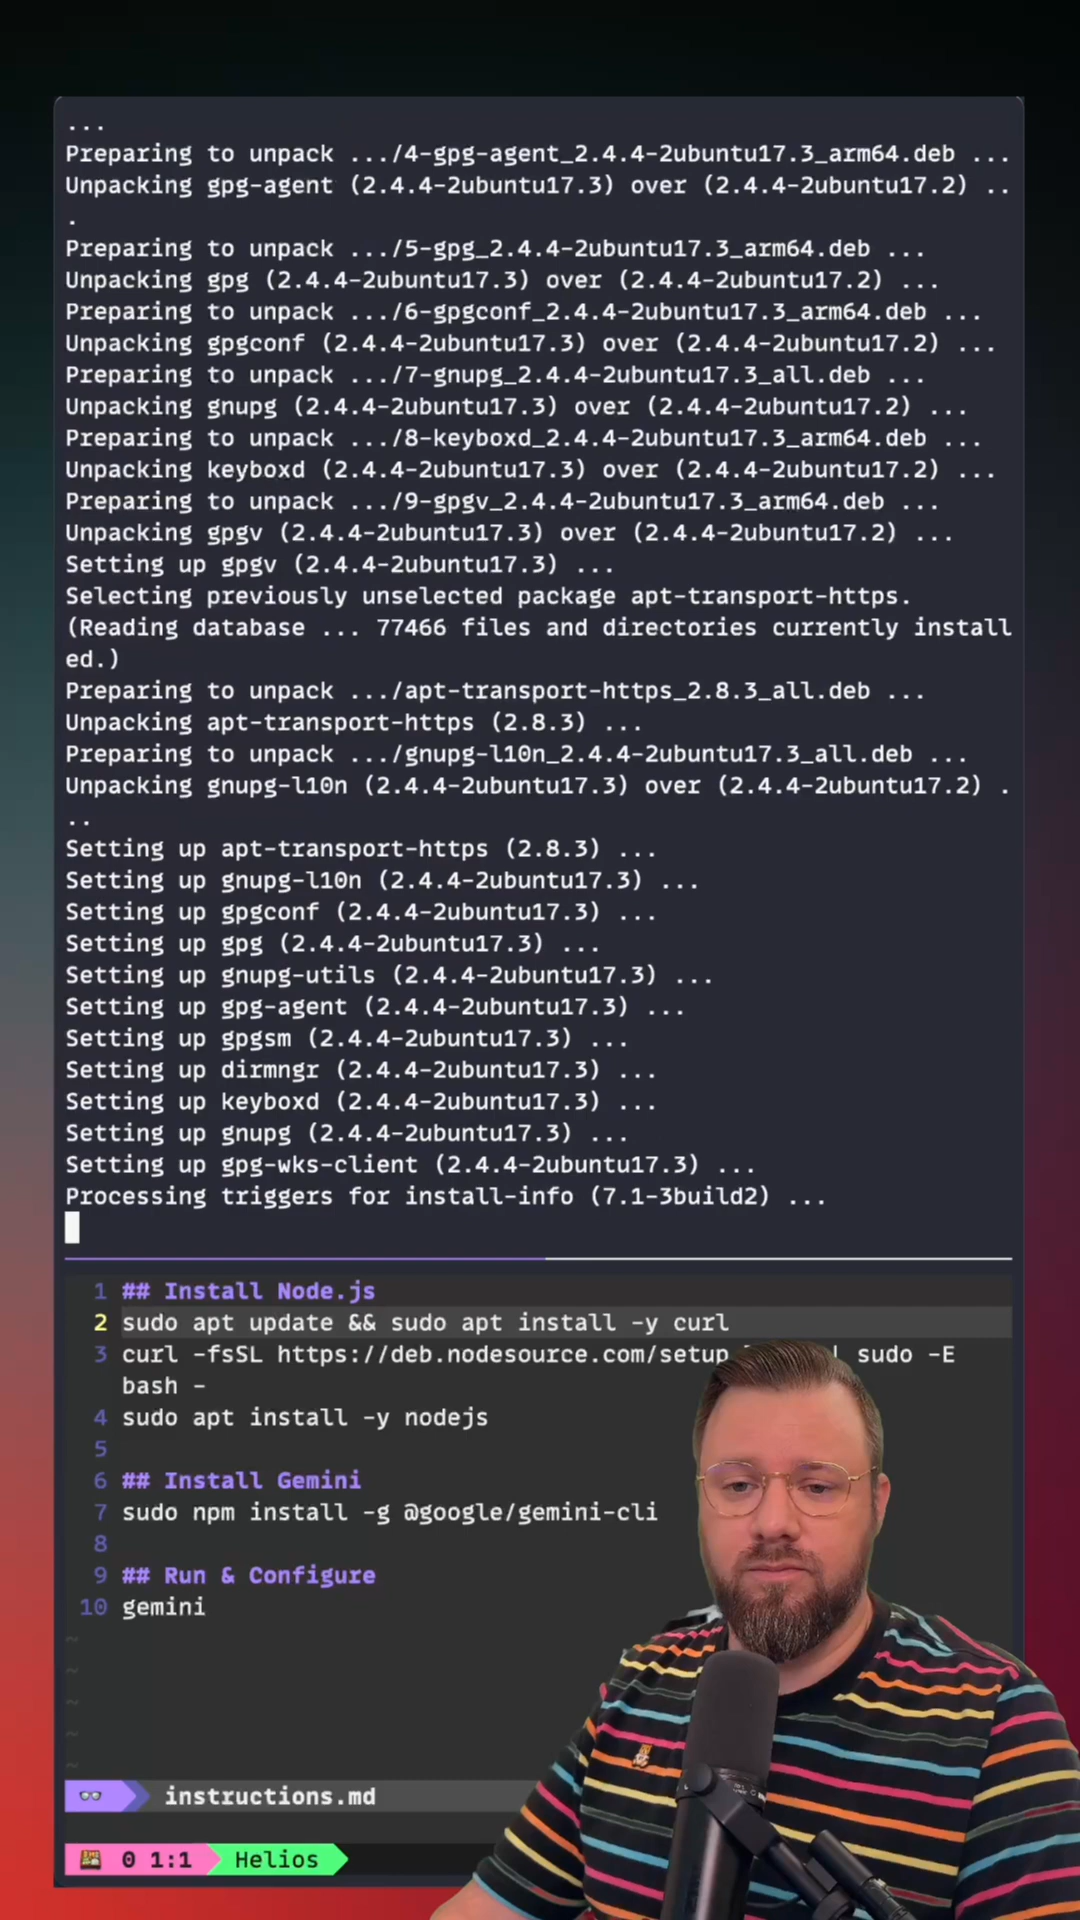 ...
Preparing to unpack .../4-gpg-agent_2.4.4-2ubuntu17.3_arm64.deb ...
Unpacking gpg-agent (2.4.4-2ubuntu17.3) over (2.4.4-2ubuntu17.2) ..
.
Preparing to unpack .../5-gpg_2.4.4-2ubuntu17.3_arm64.deb ...
Unpacking gpg (2.4.4-2ubuntu17.3) over (2.4.4-2ubuntu17.2) ...
Preparing to unpack .../6-gpgconf_2.4.4-2ubuntu17.3_arm64.deb ...
Unpacking gpgconf (2.4.4-2ubuntu17.3) over (2.4.4-2ubuntu17.2) ...
Preparing to unpack .../7-gnupg_2.4.4-2ubuntu17.3_all.deb ...
Unpacking gnupg (2.4.4-2ubuntu17.3) over (2.4.4-2ubuntu17.2) ...
Preparing to unpack .../8-keyboxd_2.4.4-2ubuntu17.3_arm64.deb ...
Unpacking keyboxd (2.4.4-2ubuntu17.3) over (2.4.4-2ubuntu17.2) ...
Preparing to unpack .../9-gpgv_2.4.4-2ubuntu17.3_arm64.deb ...
Unpacking gpgv (2.4.4-2ubuntu17.3) over (2.4.4-2ubuntu17.2) ...
Setting up gpgv (2.4.4-2ubuntu17.3) ...
Selecting previously unselected package apt-transport-https.
(Reading database ... 77466 files and directories currently install
ed.)
Preparing to unpack .../apt-transport-https_2.8.3_all.deb ...
Unpacking apt-transport-https (2.8.3) ...
Preparing to unpack .../gnupg-l10n_2.4.4-2ubuntu17.3_all.deb ...
Unpacking gnupg-l10n (2.4.4-2ubuntu17.3) over (2.4.4-2ubuntu17.2) .
..
Setting up apt-transport-https (2.8.3) ...
Setting up gnupg-l10n (2.4.4-2ubuntu17.3) ...
Setting up gpgconf (2.4.4-2ubuntu17.3) ...
Setting up gpg (2.4.4-2ubuntu17.3) ...
Setting up gnupg-utils (2.4.4-2ubuntu17.3) ...
Setting up gpg-agent (2.4.4-2ubuntu17.3) ...
Setting up gpgsm (2.4.4-2ubuntu17.3) ...
Setting up dirmngr (2.4.4-2ubuntu17.3) ...
Setting up keyboxd (2.4.4-2ubuntu17.3) ...
Setting up gnupg (2.4.4-2ubuntu17.3) ...
Setting up gpg-wks-client (2.4.4-2ubuntu17.3) ...
Processing triggers for install-info (7.1-3build2) ...
1 ## Install Node.js
2 sudo apt update && sudo apt install -y curl
3 curl -fsSL https://deb.nodesource.com/setup | sudo -E
bash -
4 sudo apt install -y nodejs
5
6 ## Install Gemini
7 sudo npm install -g @google/gemini-cli
8
9 ## Run & Configure
10 gemini
~
~
~
~
~
instructions.md
0 1:1 Helios